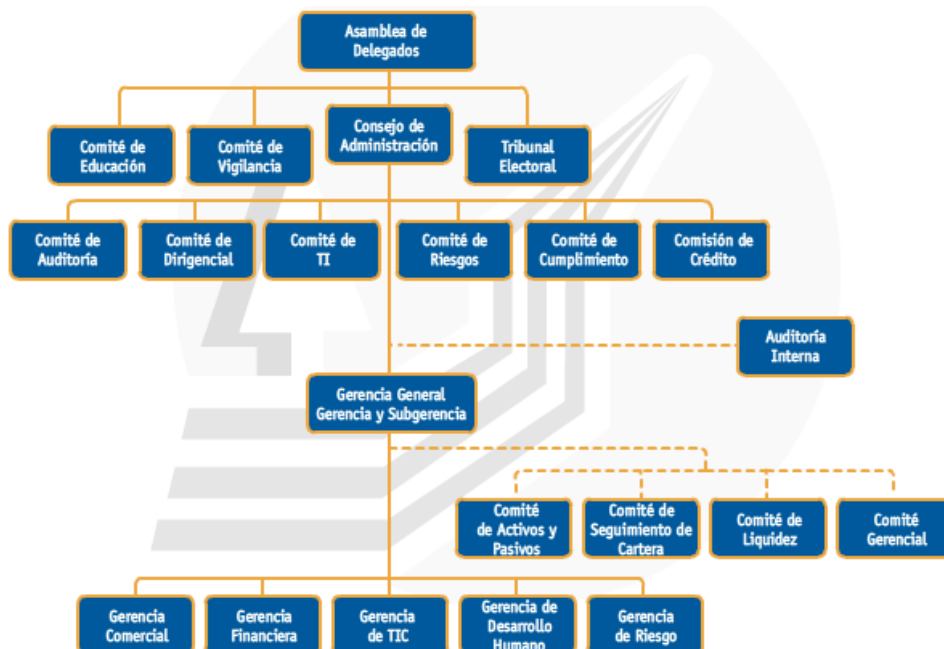 Asamblea de
Delegados
Comité de
Educación
Comité de
Vigilancia
Consejo de
Administración
Tribunal
Electoral
Comité de
Auditoría
Comité de
Dirigencial
Comité de
TI
Comité de
Riesgos
Comité de
Cumplimiento
Comisión de
Crédito
Auditoría
Interna
Gerencia General
Gerencia y Subgerencia
Comité
de Activos y
Pasivos
Comité de
Seguimiento de
Cartera
Comité de
Liquidez
Comité
Gerencial
Gerencia
Comercial
Gerencia
Financiera
Gerencia
de TIC
Gerencia de
Desarrollo
Humano
Gerencia
de Riesgo